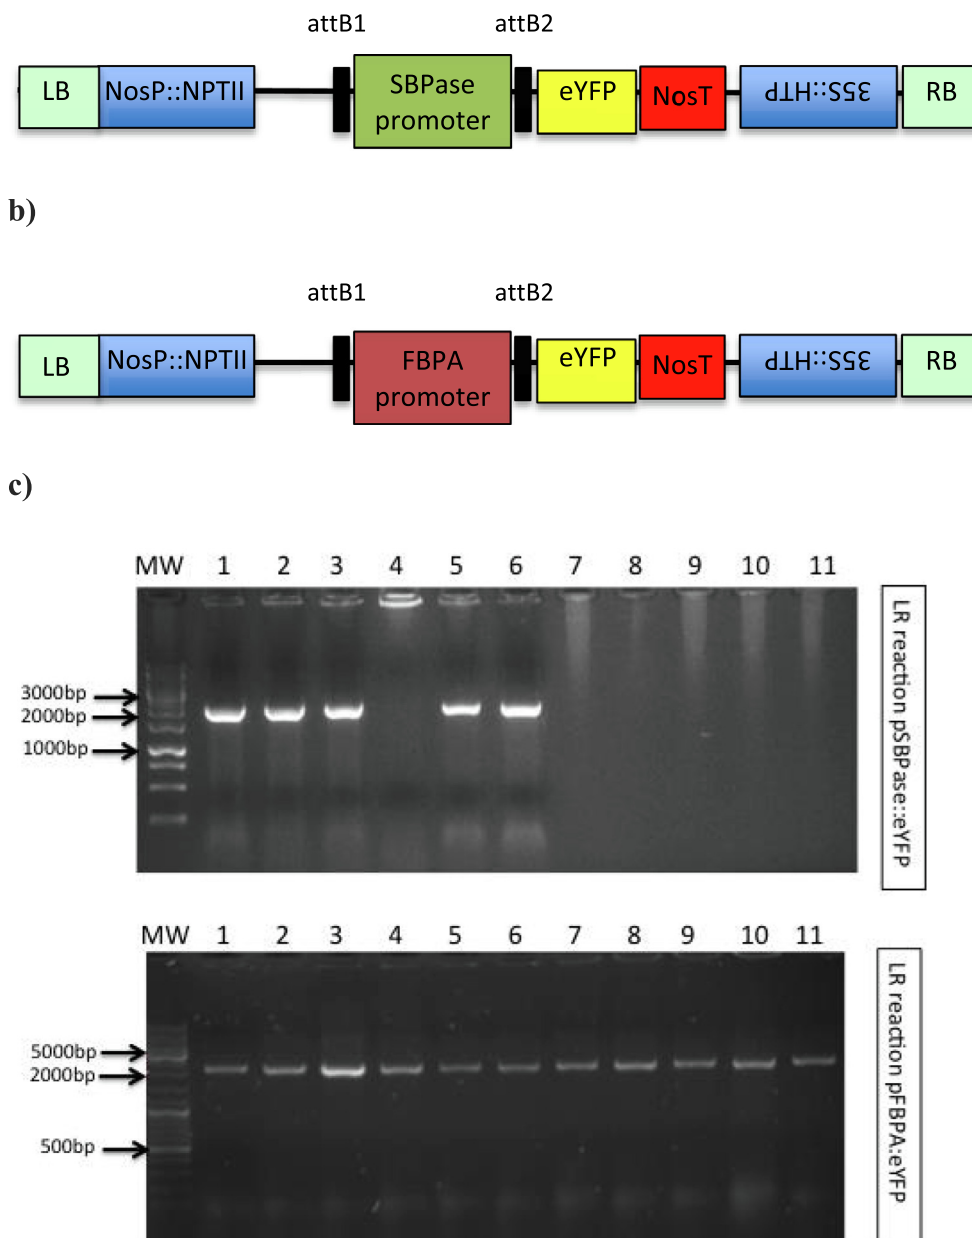 attB1 attB2
LB NosP::NPTII SBPase promoter eYFP NosT 35S::HTP RB
b)
attB1 attB2
LB NosP::NPTII FBPA promoter eYFP NosT 35S::HTP RB
c)
MW 1 2 3 4 5 6 7 8 9 10 11
3000bp
2000bp
1000bp
LR reaction pSBPase::eYFP
MW 1 2 3 4 5 6 7 8 9 10 11
5000bp
2000bp
500bp
LR reaction pFBPA:eYFP